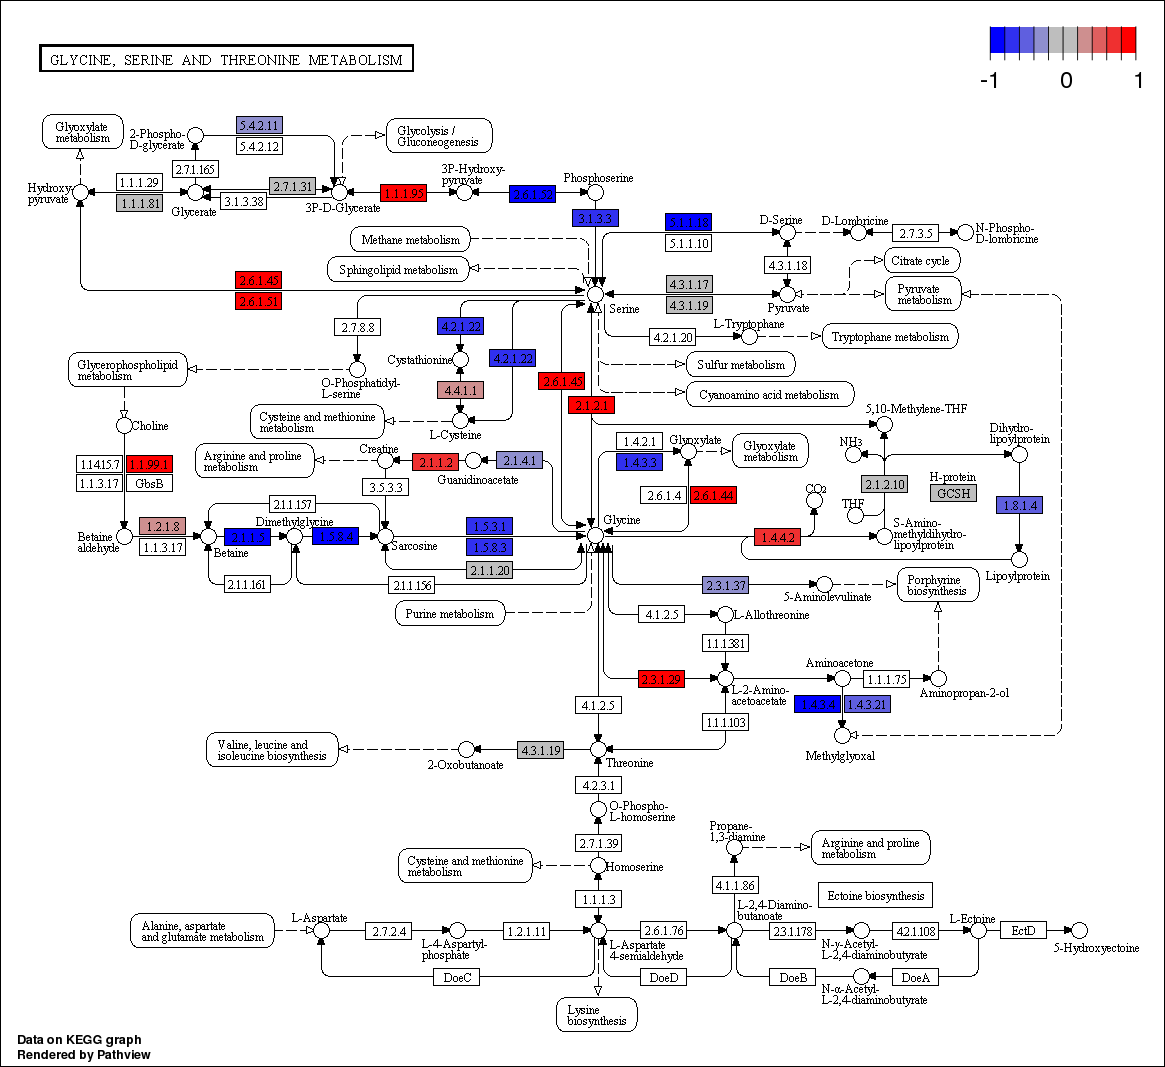 GLYCINE, SERINE AND THREONINE METABOLISM
-1 0 1
Glyoxylate
metabolism
2-Phospho-
D-glycerate
5.4.2.11
5.4.2.12
Glycolysis /
Gluconeogenesis
2.7.1.165
3P-Hydroxy-
pyruvate
Phosphoserine
Hydroxy
pyruvate
1.1.1.29
1.1.1.81
Glycerate
2.7.1.31
3.1.3.38
3P-D-Glycerate
1.1.1.95
2.6.1.52
3.1.3.3
Methane metabolism
Sphingolipid metabolism
5.1.1.10
D-Serine
D-Lombricine
2.7.3.5
N-Phospho-
D-lombricine
4.3.1.18
Citrate cycle
Pyruvate
metabolism
2.6.1.45
2.6.1.51
Serine
4.3.1.17
4.3.1.19
Pyruvate
2.7.8.8
4.2.1.22
4.2.1.20
L-Tryptophane
Tryptophane metabolism
Cystathionine
4.2.1.22
Sulfur metabolism
Glycerophospholipid
metabolism
O-Phosphatidyl-
L-serine
4.4.1.1
2.6.1.45
2.1.2.1
Cyanoamino acid metabolism
Choline
Cysteine and methionine
metabolism
L-Cysteine
5,10-Methylene-THF
Dihydro-
lipoylprotein
Arginine and proline
metabolism
Creatine
2.1.1.2
Guanidinoacetate
2.1.4.1
1.4.2.1
1.4.3.3
Glyoxylate
Glyoxylate
metabolism
NH3
1.14.15.7
1.1.99.1
1.1.3.17
GbsB
3.5.3.3
2.6.1.4
2.6.1.44
CO2
THF
2.1.2.10
H-protein
GCSH
1.8.1.4
2.1.1.157
Betaine
aldehyde
1.2.1.8
1.1.3.17
Betaine
2.1.1.5
Dimethylglycine
1.5.8.4
Sarcosine
1.5.3.1
1.5.8.3
2.1.1.20
Glycine
1.4.4.2
S-Amino-
methyldihydro-
lipoylprotein
Lipoylprotein
2.1.1.161
2.1.1.156
Purine metabolism
2.3.1.37
5-Aminolevulinate
Porphyrine
biosynthesis
4.1.2.5
L-Allothreonine
1.1.1.381
2.3.1.29
L-2-Amino-
acetoacetate
Aminoacetone
1.1.1.75
Aminopropan-2-ol
4.1.2.5
1.1.1.103
1.4.3.4
1.4.3.21
Methylglyoxal
Valine, leucine and
isoleucine biosynthesis
2-Oxobutanoate
4.3.1.19
Threonine
4.2.3.1
O-Phospho-
L-homoserine
2.7.1.39
Propane-
1,3-diamine
Arginine and proline
metabolism
Cysteine and methionine
metabolism
Homoserine
4.1.1.86
Ectoine biosynthesis
1.1.1.3
Alanine, aspartate
and glutamate metabolism
L-Aspartate
2.7.2.4
L-4-Aspartyl-
phosphate
1.2.1.11
L-Aspartate
4-semialdehyde
2.6.1.76
L-2,4-Diamino-
butanoate
2.3.1.178
N-γ-Acetyl-
L-2,4-diaminobutyrate
4.2.1.108
L-Ectoine
EctD
5-Hydroxyectoine
DoeC
DoeD
DoeB
N-α-Acetyl-
L-2,4-diaminobutyrate
DoeA
Lysine
biosynthesis
Data on KEGG graph
Rendered by Pathview